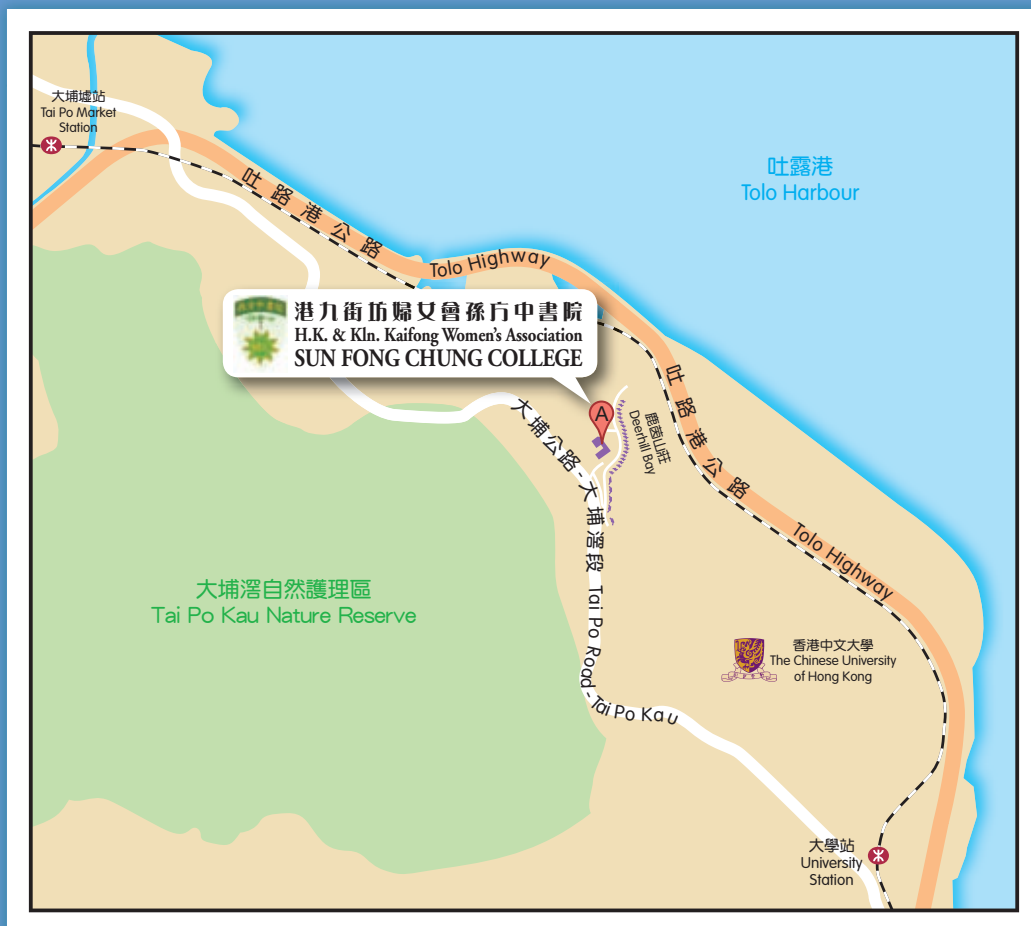 大埔墟站
Tai Po Market
Station
吐露港
Tolo Harbour
吐路港公路
Tolo Highway
港九街坊婦女會孫方中書院
H.K. & Kln. Kaifong Women's Association
SUN FONG CHUNG COLLEGE
A
鹿茵山莊
Deerhill Bay
吐路港公路
Tolo Highway
大埔公路-大埔滘段 Tai Po Road-Tai Po Kau
大埔滘自然護理區
Tai Po Kau Nature Reserve
香港中文大學
The Chinese University
of Hong Kong
大學站
University
Station